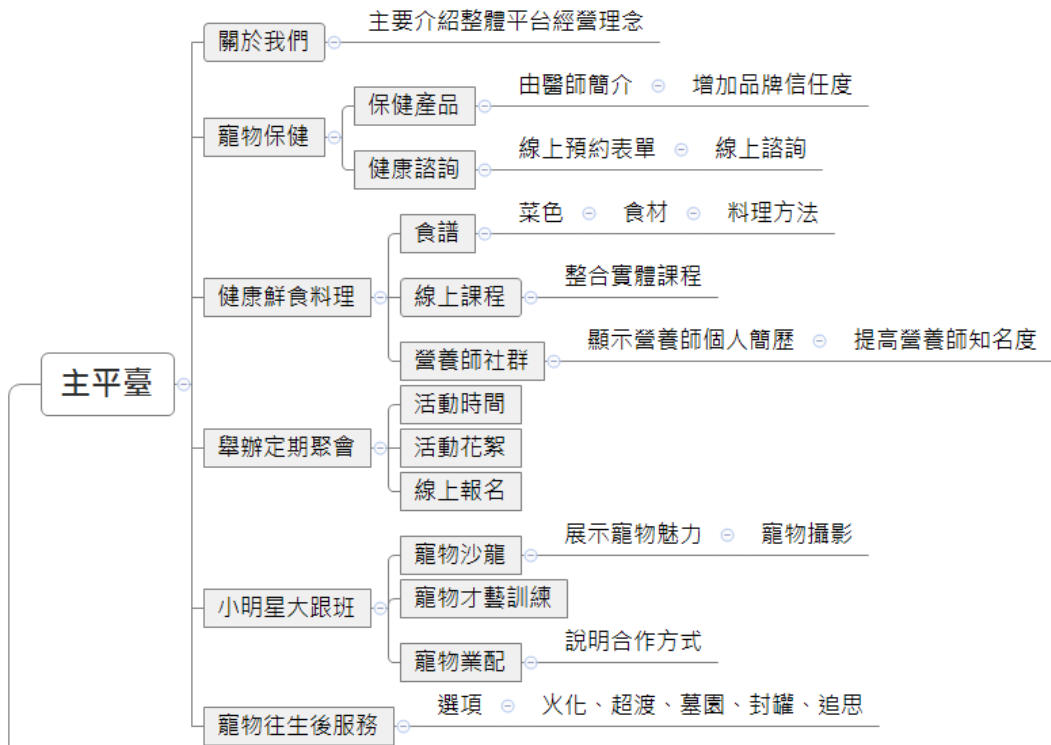 主平臺
關於我們
主要介紹整體平台經營理念
寵物保健
保健產品
由醫師簡介
增加品牌信任度
健康諮詢
線上預約表單
線上諮詢
健康鮮食料理
食譜
菜色
食材
料理方法
線上課程
整合實體課程
營養師社群
顯示營養師個人簡歷
提高營養師知名度
舉辦定期聚會
活動時間
活動花絮
線上報名
小明星大跟班
寵物沙龍
展示寵物魅力
寵物攝影
寵物才藝訓練
寵物業配
說明合作方式
寵物往生後服務
選項
火化、超渡、墓園、封罐、追思